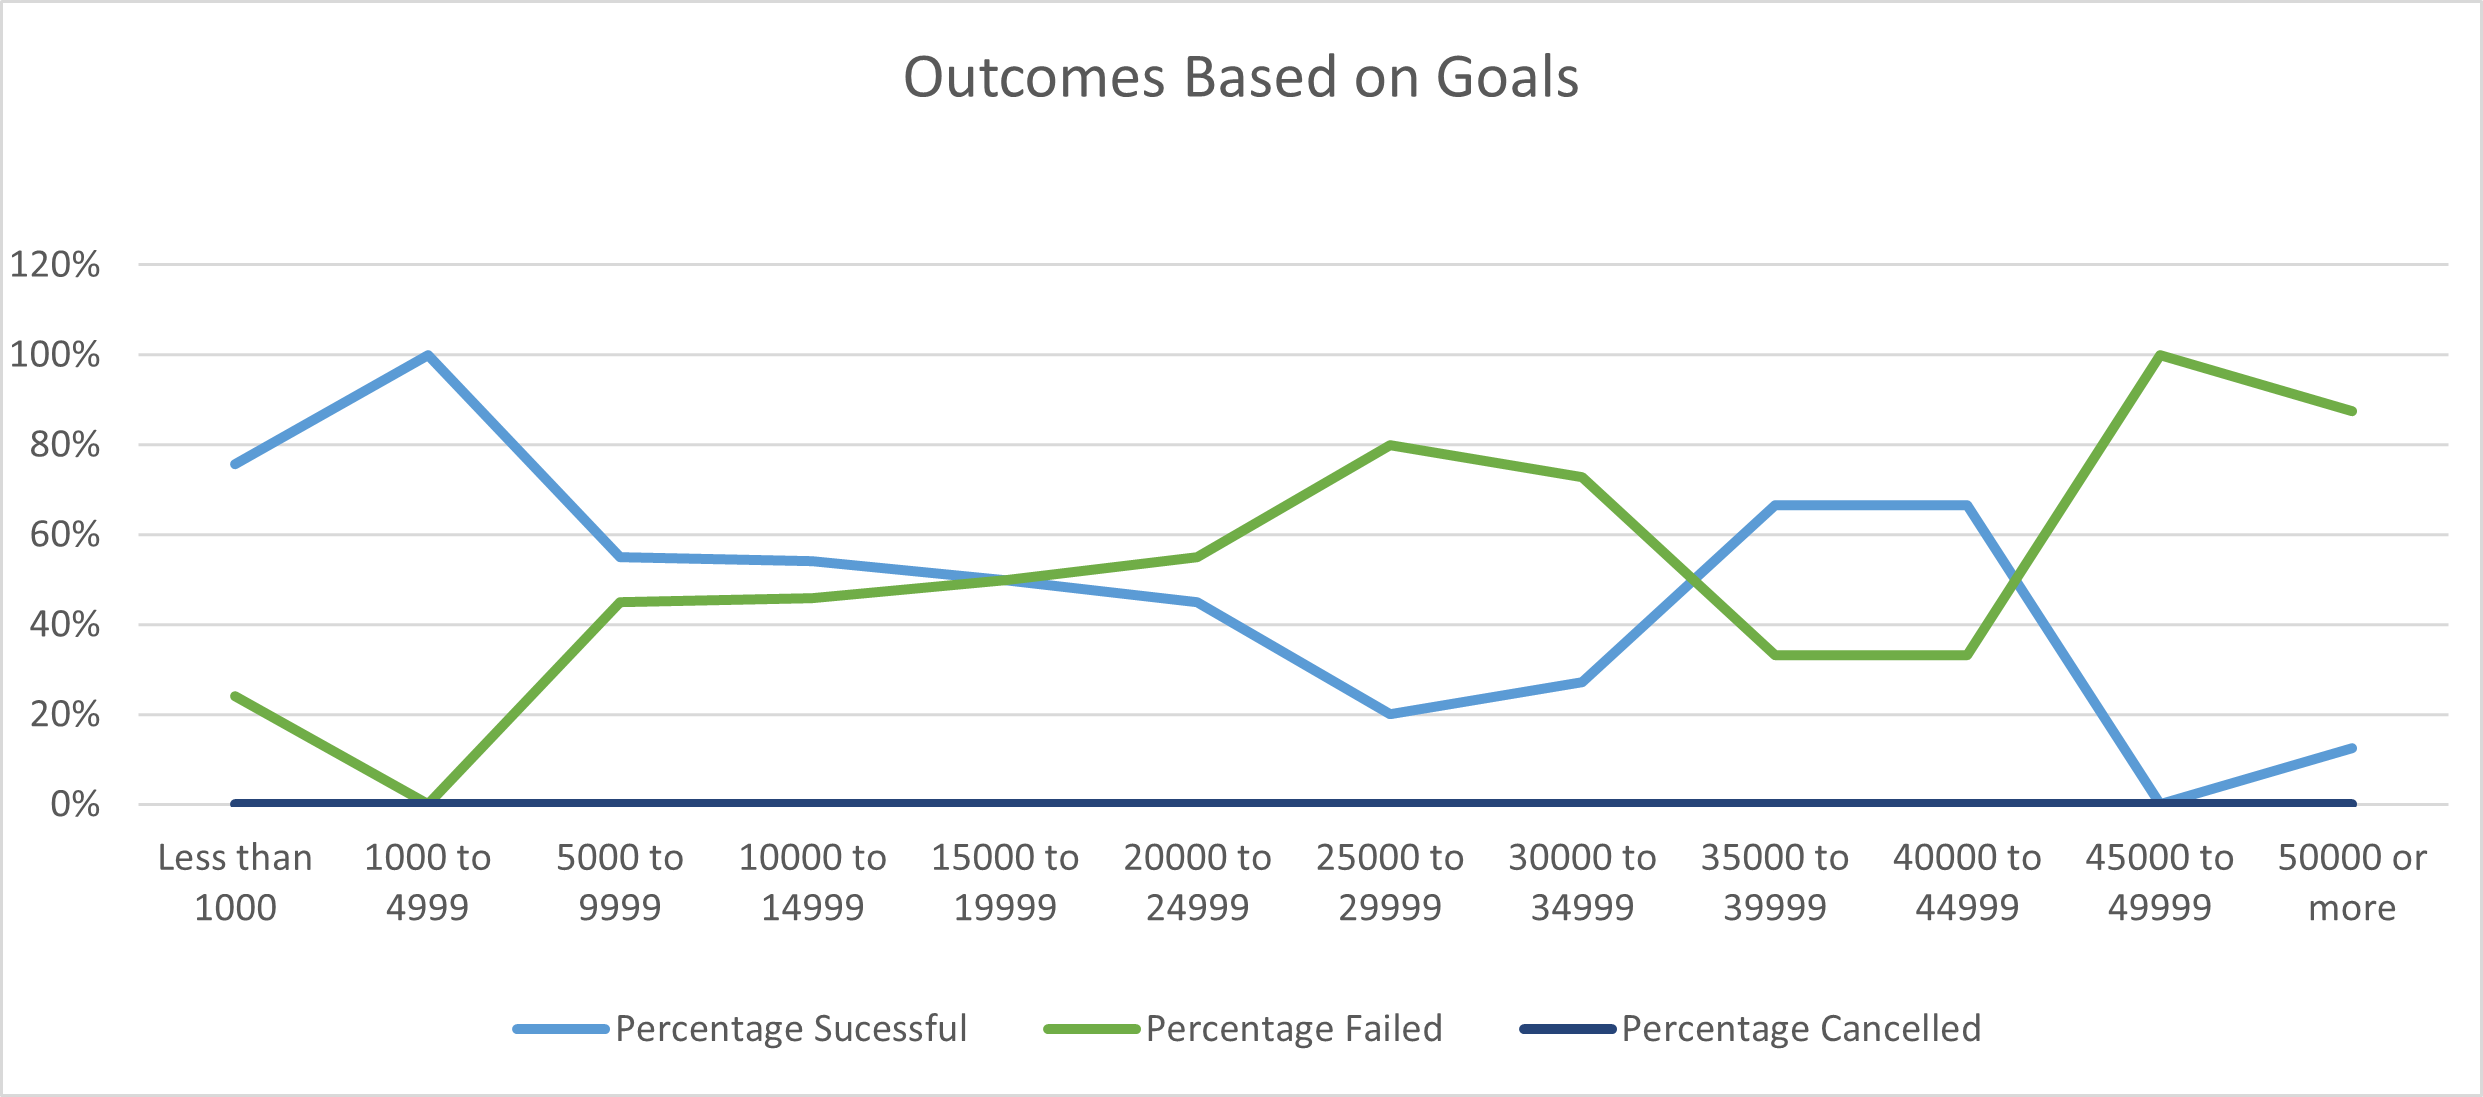 Outcomes Based on Goals
120%
100%
80%
60%
40%
20%
0%
Less than 1000 to 5000 to 10000 to 15000 to 20000 to 25000 to 30000 to 35000 to 40000 to 45000 to 50000 or
1000 4999 9999 14999 19999 24999 29999 34999 39999 44999 49999 more
Percentage Sucessful Percentage Failed Percentage Cancelled